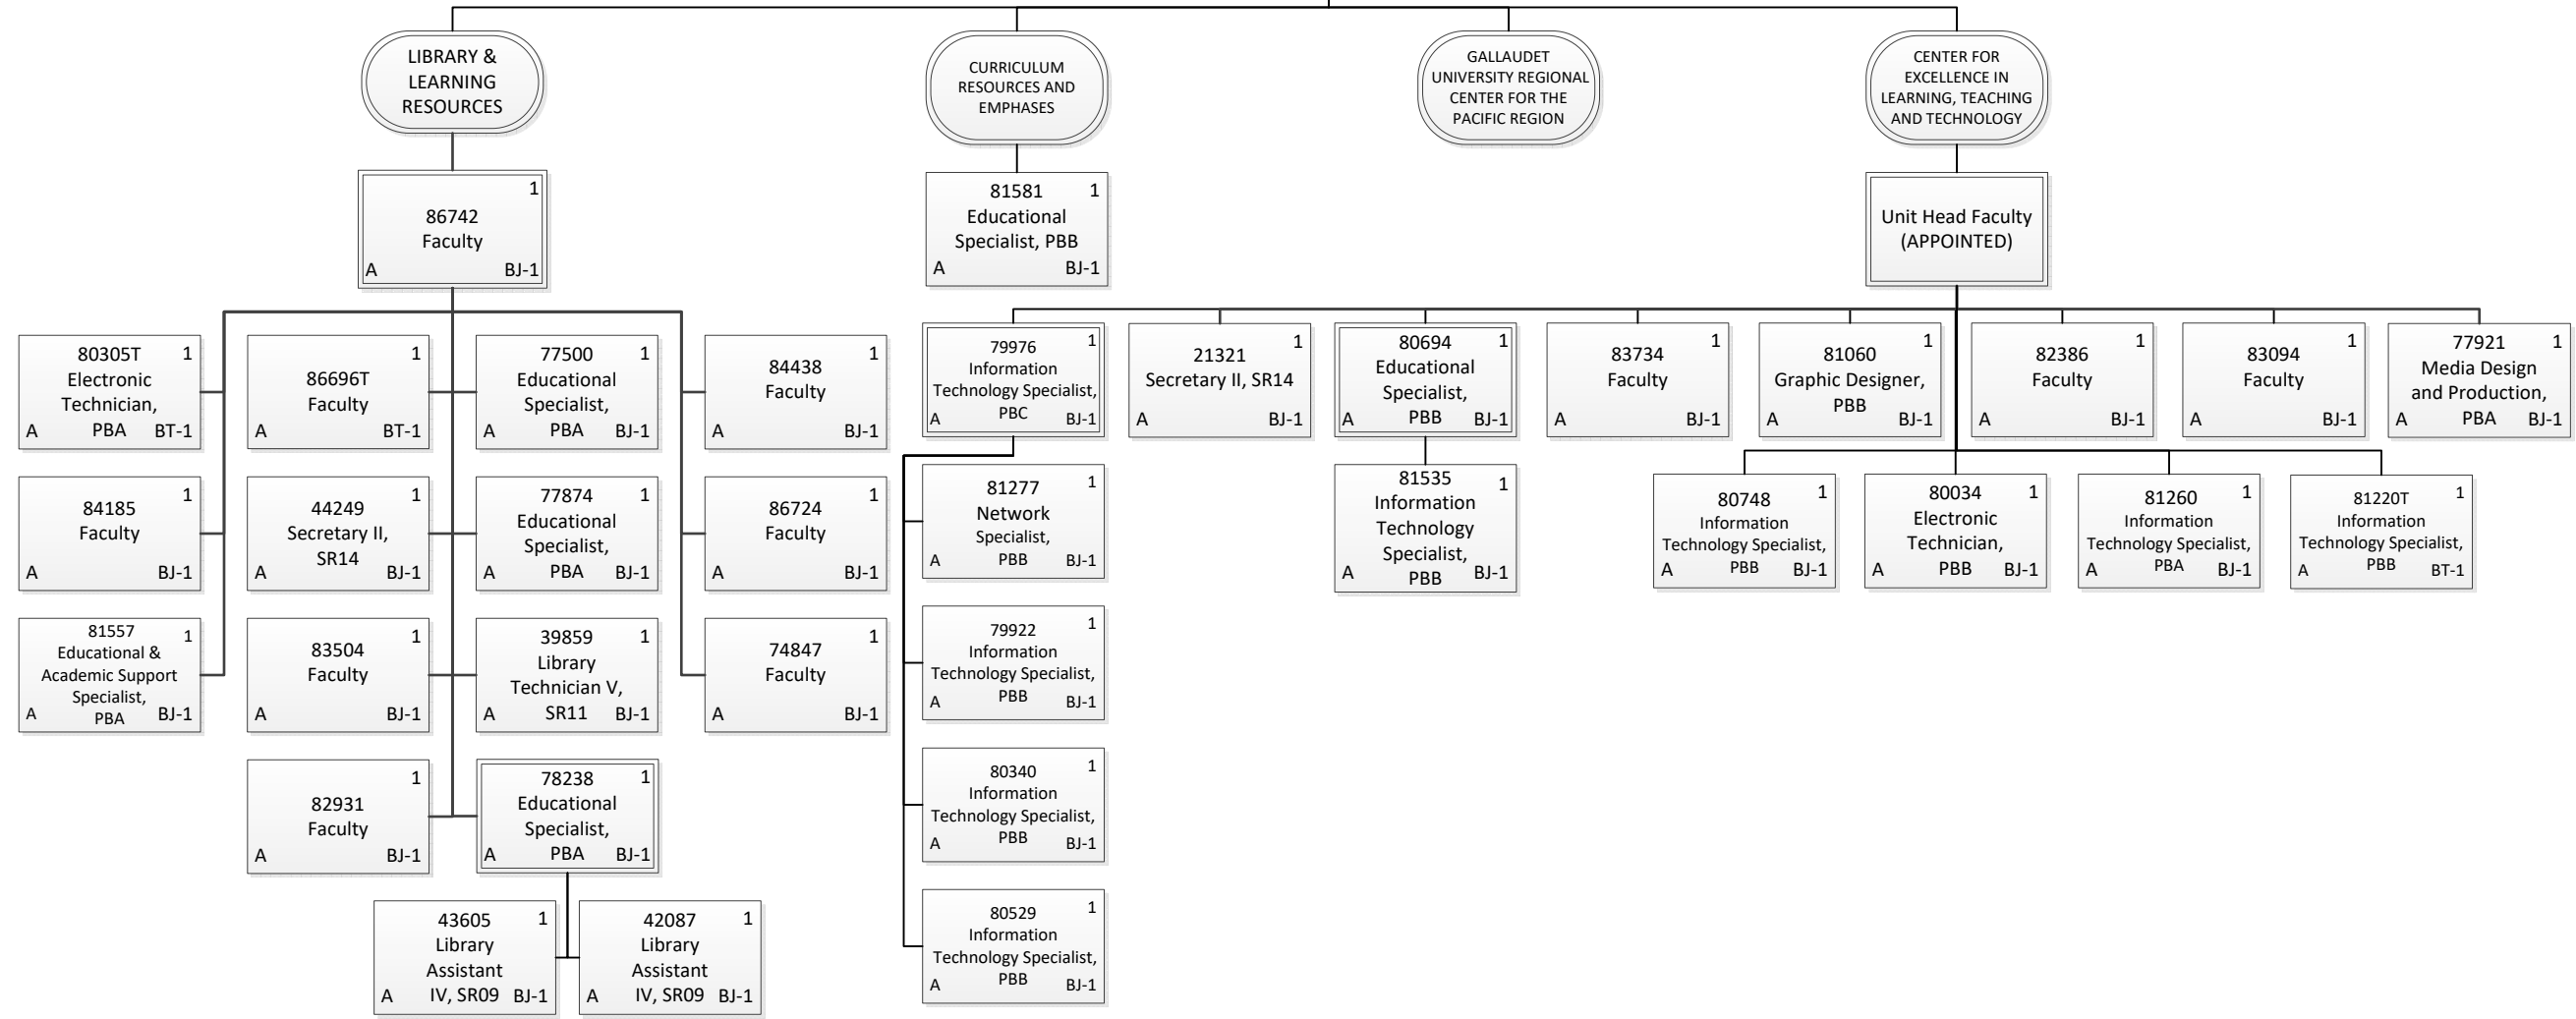 LIBRARY &
LEARNING
RESOURCES
CURRICULUM
RESOURCES AND
EMPHASES
GALLAUDET
UNIVERSITY REGIONAL
CENTER FOR THE
PACIFIC REGION
CENTER FOR
EXCELLENCE IN
LEARNING, TEACHING
AND TECHNOLOGY
1
86742
Faculty
A BJ-1
81581 1
Educational
Specialist, PBB
A BJ-1
Unit Head Faculty
(APPOINTED)
80305T 1
Electronic
Technician,
A PBA BT-1
1
86696T
Faculty
A BT-1
77500 1
Educational
Specialist,
A PBA BJ-1
1
84438
Faculty
A BJ-1
1
84185
Faculty
A BJ-1
1
44249
Secretary II,
SR14
A BJ-1
77874 1
Educational
Specialist,
A PBA BJ-1
1
86724
Faculty
A BJ-1
81557 1
Educational &
Academic Support
Specialist,
A PBA BJ-1
1
83504
Faculty
A BJ-1
39859 1
Library
Technician V,
A SR11 BJ-1
1
74847
Faculty
A BJ-1
1
82931
Faculty
A BJ-1
78238 1
Educational
Specialist,
A PBA BJ-1
43605 1
Library
Assistant
A IV, SR09 BJ-1
42087 1
Library
Assistant
A IV, SR09 BJ-1
79976 1
Information
Technology Specialist,
A PBC BJ-1
1
21321
Secretary II, SR14
A BJ-1
80694 1
Educational
Specialist,
A PBB BJ-1
1
83734
Faculty
A BJ-1
1
81060
Graphic Designer,
PBB
A BJ-1
1
82386
Faculty
A BJ-1
1
83094
Faculty
A BJ-1
77921 1
Media Design
and Production,
A PBA BJ-1
81277 1
Network
Specialist,
A PBB BJ-1
79922 1
Information
Technology Specialist,
PBB
A BJ-1
80340 1
Information
Technology Specialist,
PBB
A BJ-1
80529 1
Information
Technology Specialist,
PBB
A BJ-1
81535 1
Information
Technology
Specialist,
A PBB BJ-1
80748 1
Information
Technology Specialist,
A PBB BJ-1
80034 1
Electronic
Technician,
A PBB BJ-1
81260 1
Information
Technology Specialist,
A PBA BJ-1
81220T 1
Information
Technology Specialist,
A PBB BT-1